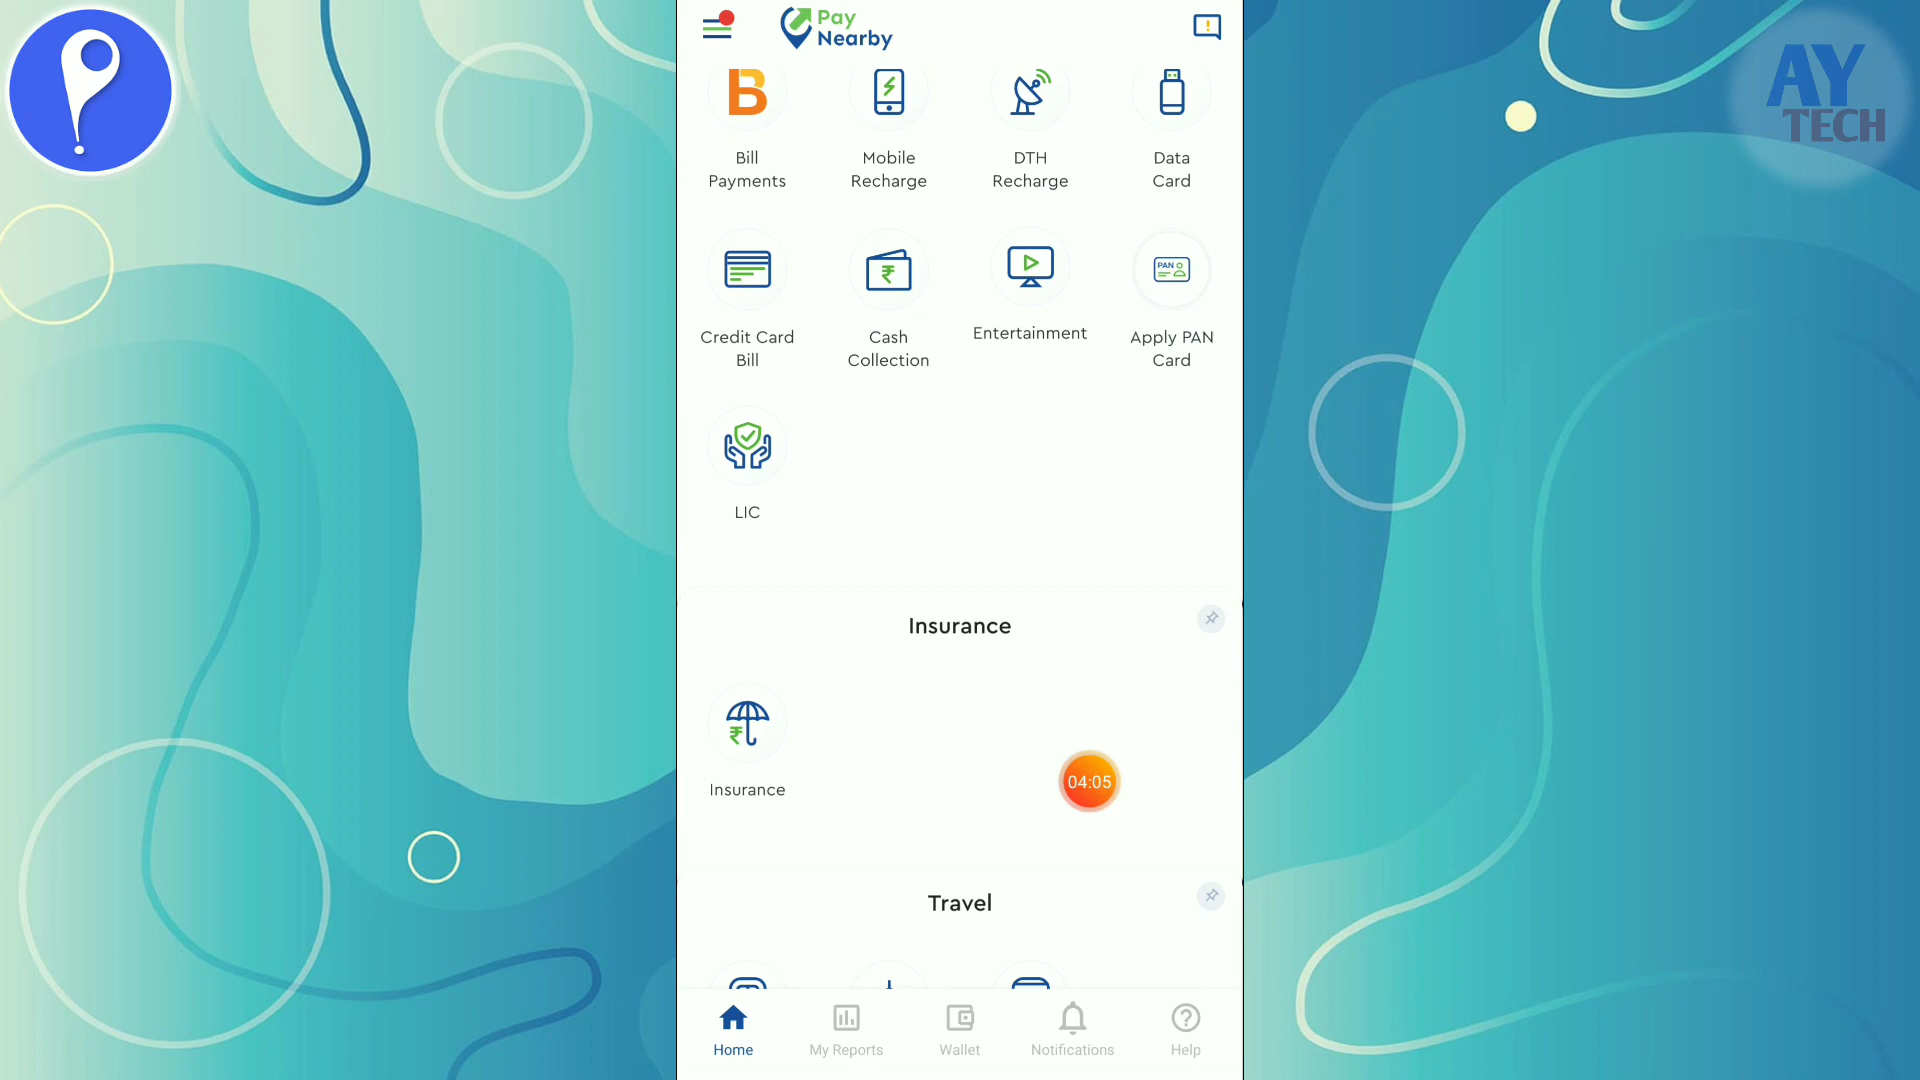 Pay
Nearby
AY
TECH
Bill
Payments
Mobile
Recharge
DTH
Recharge
Data
Card
PAN
Credit Card
Bill
Cash
Collection
Entertainment
Apply PAN
Card
LIC
Insurance
Insurance
04:05
Travel
Home
My Reports
Wallet
Notifications
Help